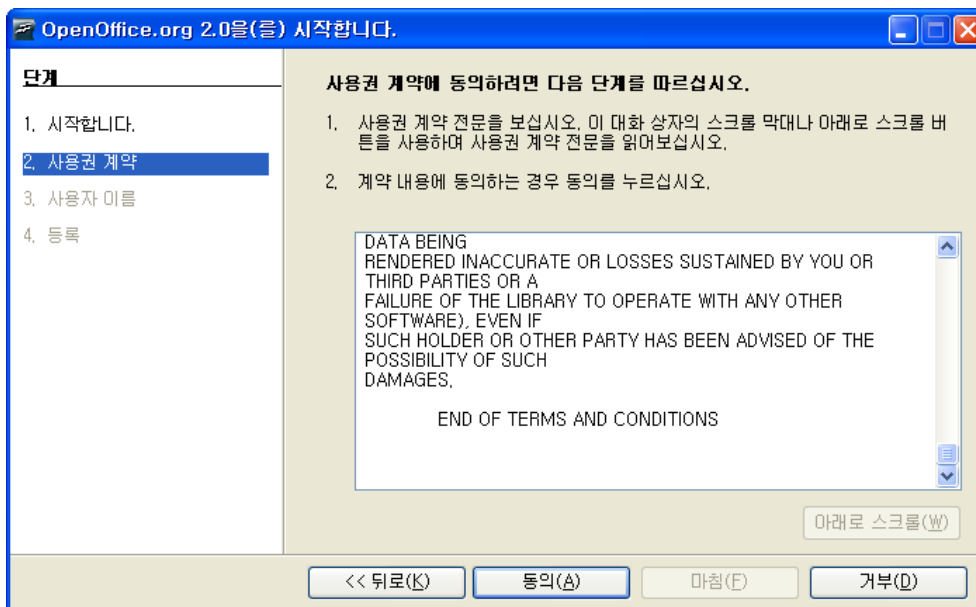 OpenOffice.org 2.0을(를) 시작합니다.
단계
1. 시작합니다.
2. 사용권 계약
3. 사용자 이름
4. 등록
사용권 계약에 동의하려면 다음 단계를 따르십시오.
1. 사용권 계약 전문을 보십시오. 이 대화 상자의 스크롤 막대나 아래로 스크롤 버
튼을 사용하여 사용권 계약 전문을 읽어보십시오.
2. 계약 내용에 동의하는 경우 동의를 누르십시오.
DATA BEING
RENDERED INACCURATE OR LOSSES SUSTAINED BY YOU OR
THIRD PARTIES OR A
FAILURE OF THE LIBRARY TO OPERATE WITH ANY OTHER
SOFTWARE), EVEN IF
SUCH HOLDER OR OTHER PARTY HAS BEEN ADVISED OF THE
POSSIBILITY OF SUCH
DAMAGES.
END OF TERMS AND CONDITIONS
아래로 스크롤(W)
<< 뒤로(K)
동의(A)
마침(F)
거부(D)